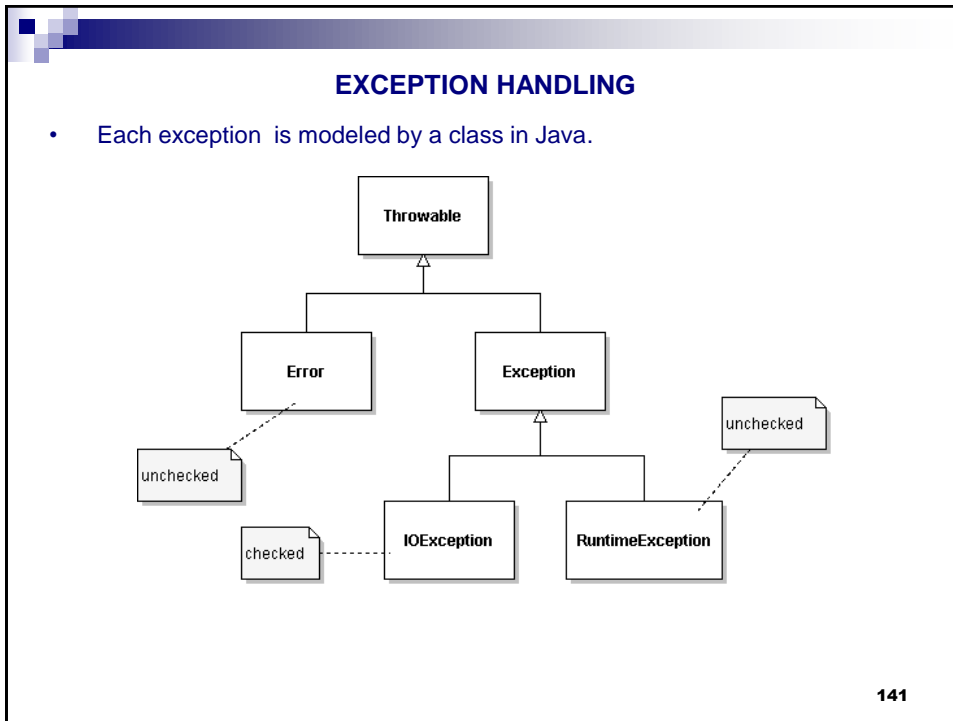 EXCEPTION HANDLING
• Each exception is modeled by a class in Java.
Throwable
Error
Exception
unchecked
unchecked
checked
IOException
RuntimeException
141